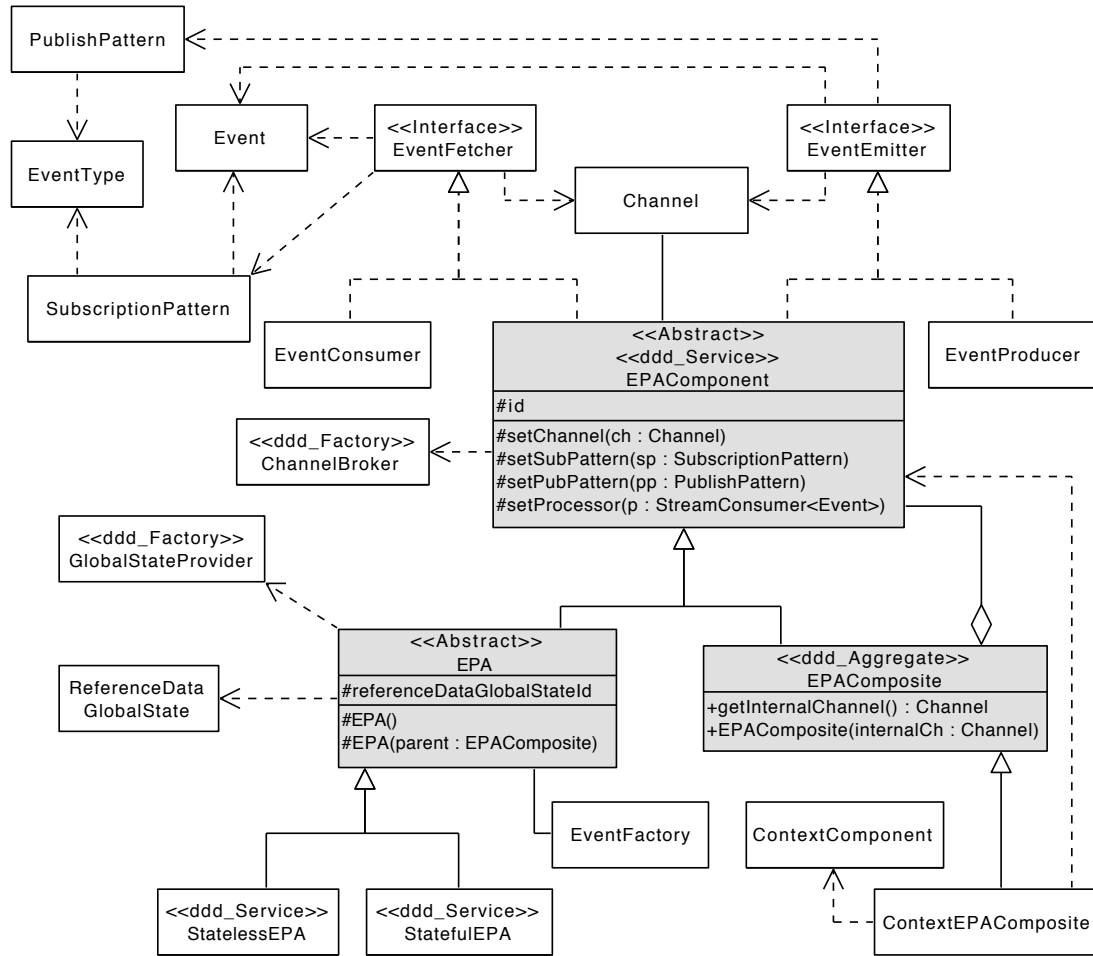 PublishPattern
Event
<<Interface>>
EventFetcher
<<Interface>>
EventEmitter
EventType
Channel
SubscriptionPattern
EventConsumer
<<Abstract>>
<<ddd_Service>>
EPAComponent
#id
#setChannel(ch : Channel)
#setSubPattern(sp : SubscriptionPattern)
#setPubPattern(pp : PublishPattern)
#setProcessor(p : StreamConsumer<Event>)
EventProducer
<<ddd_Factory>>
ChannelBroker
<<ddd_Factory>>
GlobalStateProvider
<<Abstract>>
EPA
#referenceDataGlobalStateId
#EPA()
#EPA(parent : EPAComposite)
<<ddd_Aggregate>>
EPAComposite
+getInternalChannel() : Channel
+EPAComposite(internalCh : Channel)
ReferenceData
GlobalState
EventFactory
ContextComponent
<<ddd_Service>>
StatelessEPA
<<ddd_Service>>
StatefulEPA
ContextEPAComposite